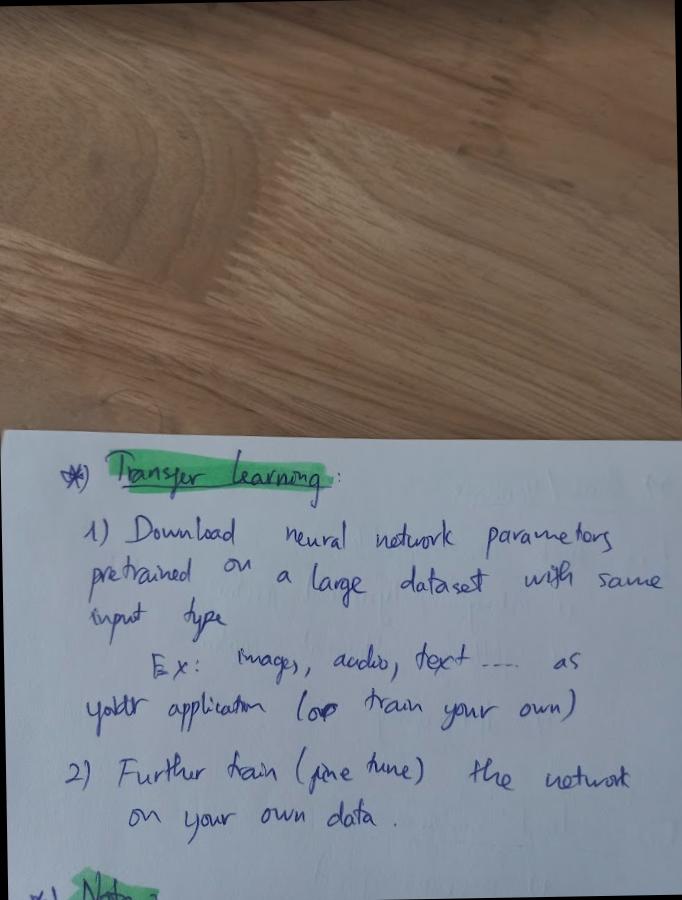 *) Transfer learning:
1) Download neural network parameters
pretrained on a large dataset with same
input type
Ex: images, audio, text .... as
your application (or train your own)
2) Further train (fine tune) the network
on your own data.
*) Note: